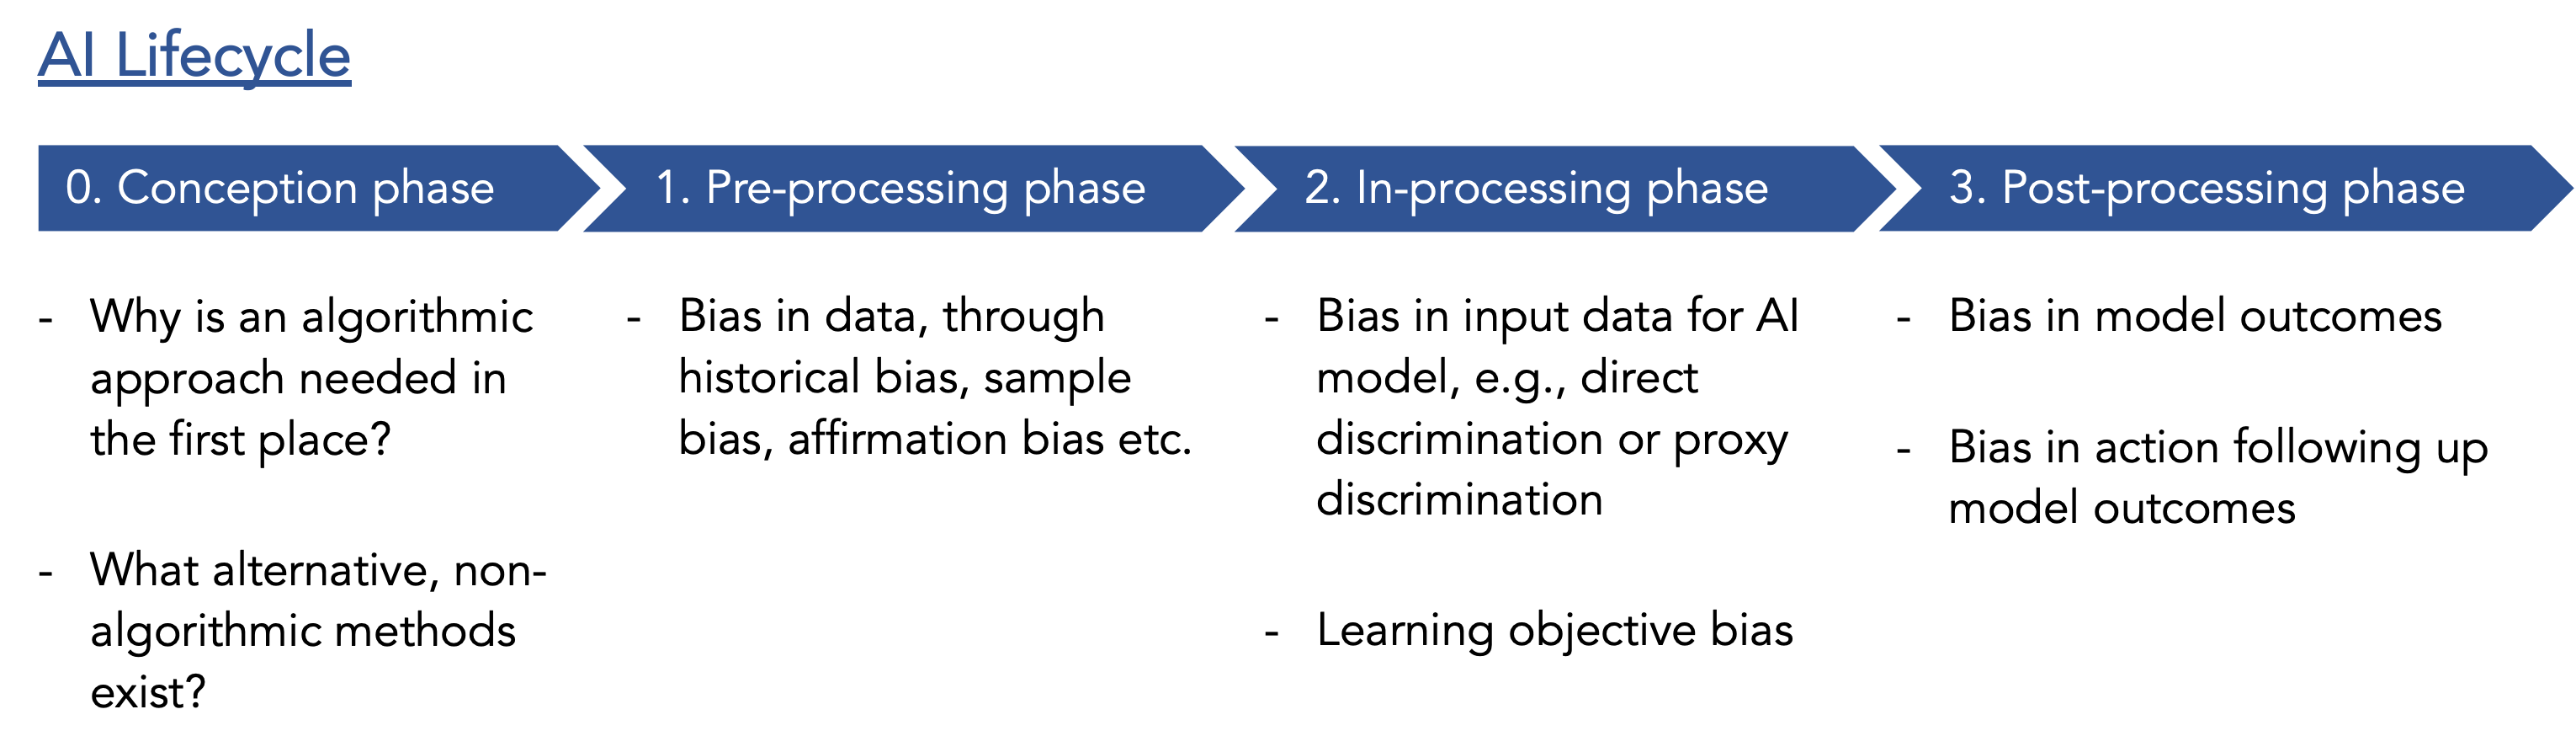 AI Lifecycle
0. Conception phase
1. Pre-processing phase
2. In-processing phase
3. Post-processing phase
- Why is an algorithmic
approach needed in
the first place?
- What alternative, non-
algorithmic methods
exist?
- Bias in data, through
historical bias, sample
bias, affirmation bias etc.
- Bias in input data for AI
model, e.g., direct
discrimination or proxy
discrimination
- Learning objective bias
- Bias in model outcomes
- Bias in action following up
model outcomes